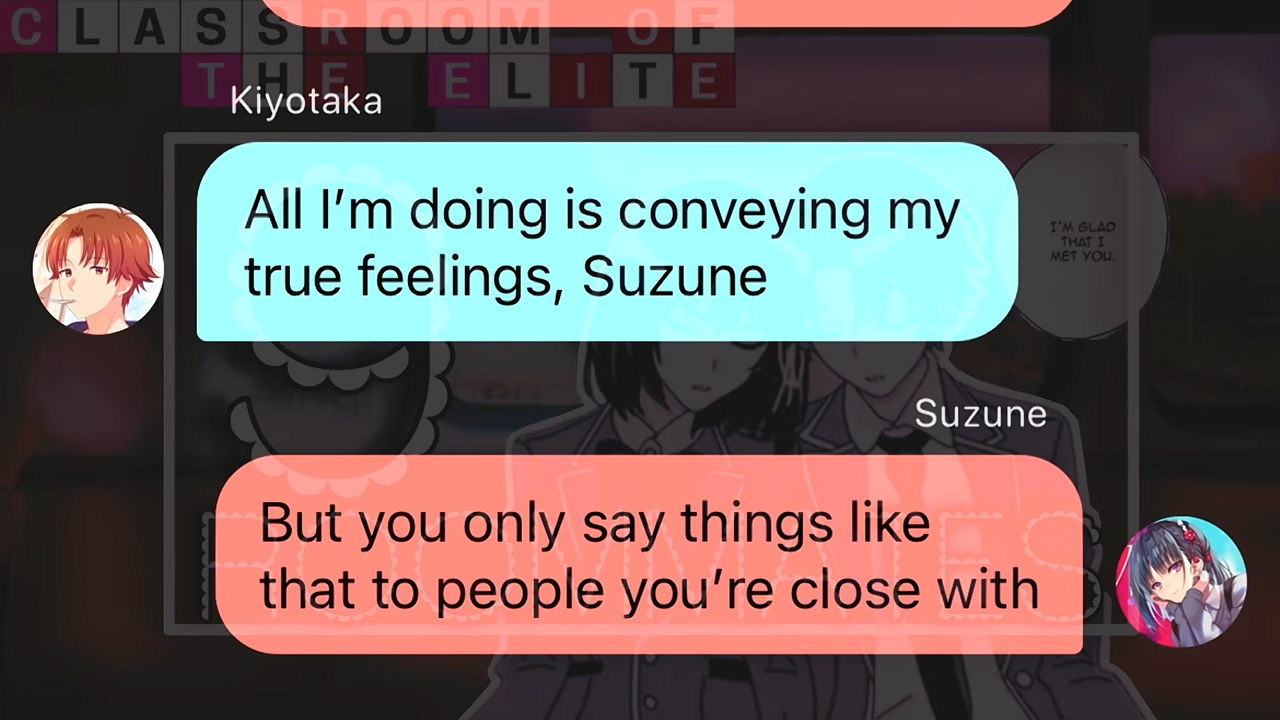 CLASSROOM OF
THE ELITE
Kiyotaka
All I’m doing is conveying my
true feelings, Suzune
I'M GLAD
THAT I
MET YOU.
Suzune
But you only say things like
that to people you’re close with